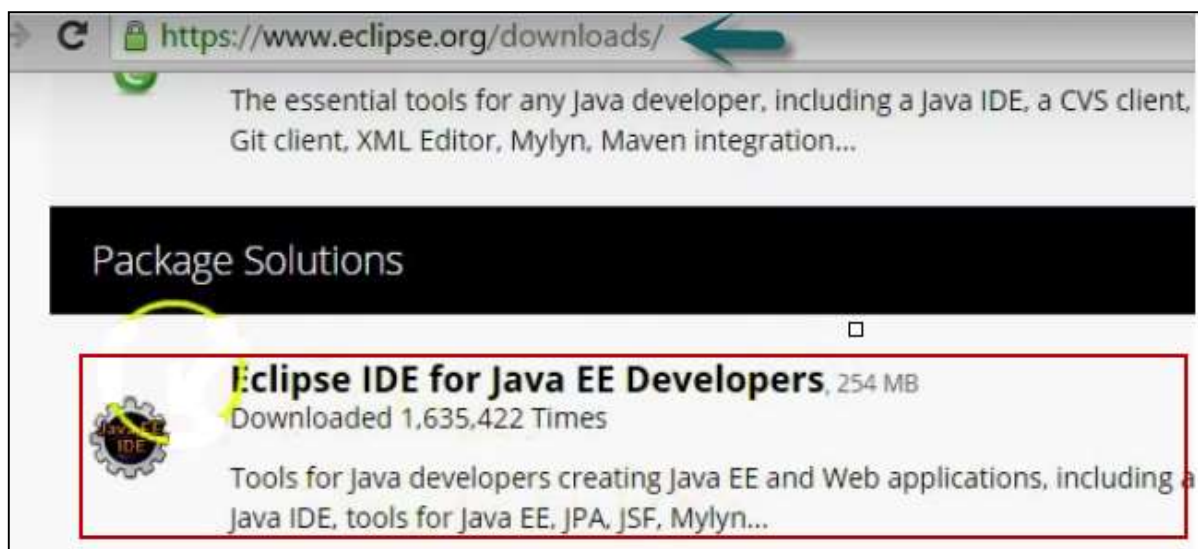 https://www.eclipse.org/downloads/
The essential tools for any Java developer, including a Java IDE, a CVS client,
Git client, XML Editor, Mylyn, Maven integration...
Package Solutions
Eclipse IDE for Java EE Developers, 254 MB
Downloaded 1,635,422 Times
Java EE
IDE
Tools for Java developers creating Java EE and Web applications, including a
Java IDE, tools for Java EE, JPA, JSF, Mylyn...